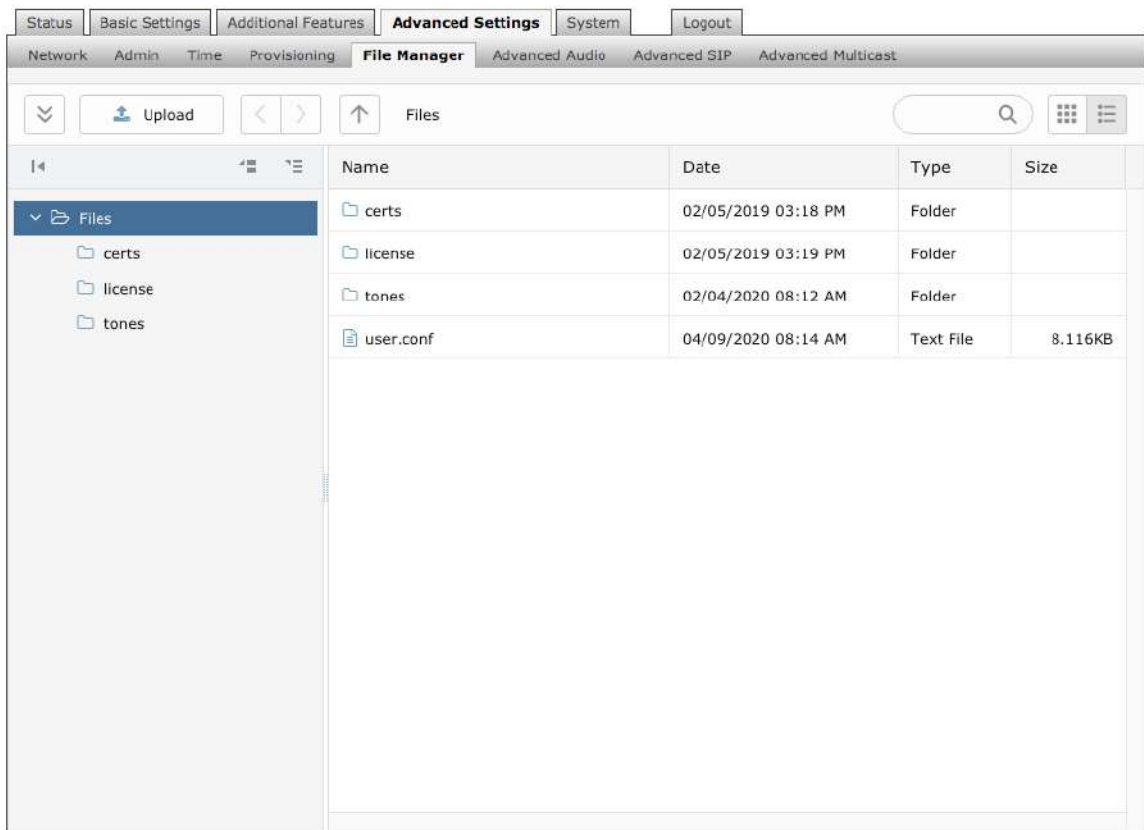 Status Basic Settings Additional Features Advanced Settings System Logout
Network Admin Time Provisioning File Manager Advanced Audio Advanced SIP Advanced Multicast
Upload Files
Name Date Type Size
Files
certs
license
tones
certs 02/05/2019 03:18 PM Folder
license 02/05/2019 03:19 PM Folder
tones 02/04/2020 08:12 AM Folder
user.conf 04/09/2020 08:14 AM Text File 8.116KB